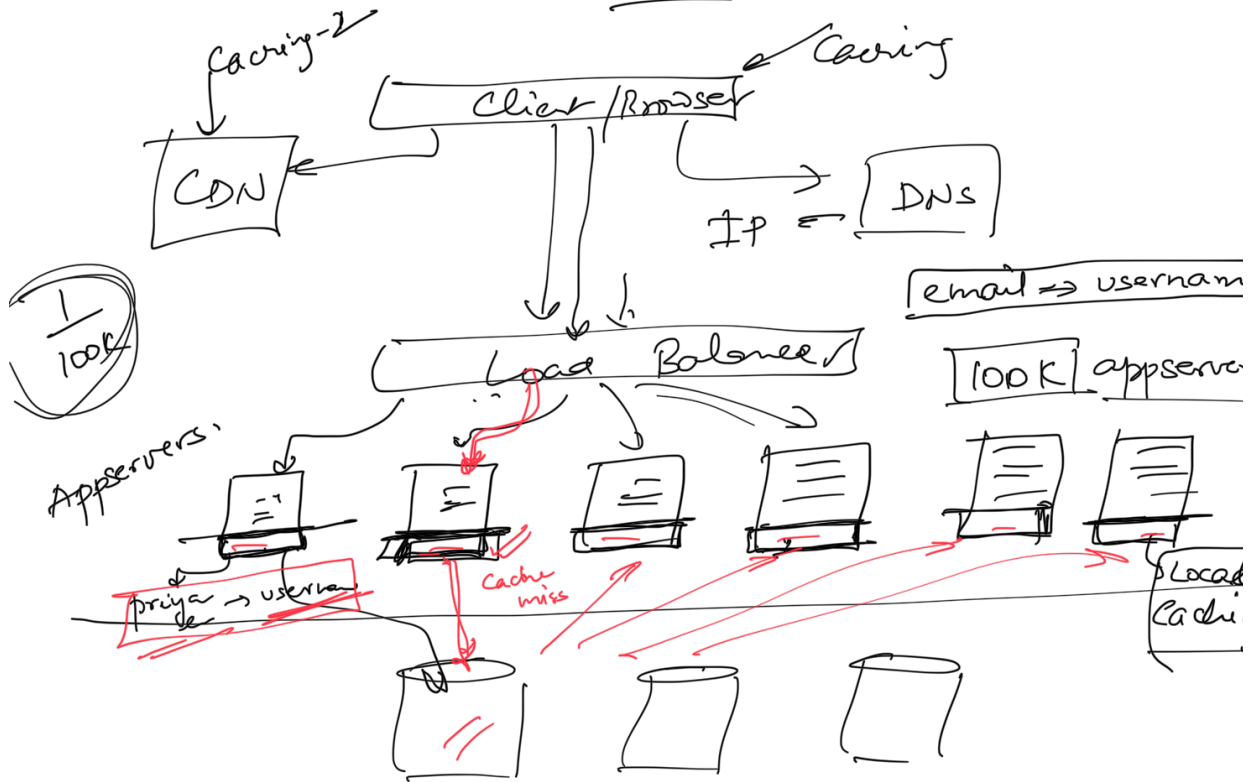 Caching-2
Caching
Client / Browser
CDN
DNS
IP =
1
100K
email => usernam
Load Balancer
100K appserve
Appservers.
Cache
miss
priya → usernam
Local
Cachi